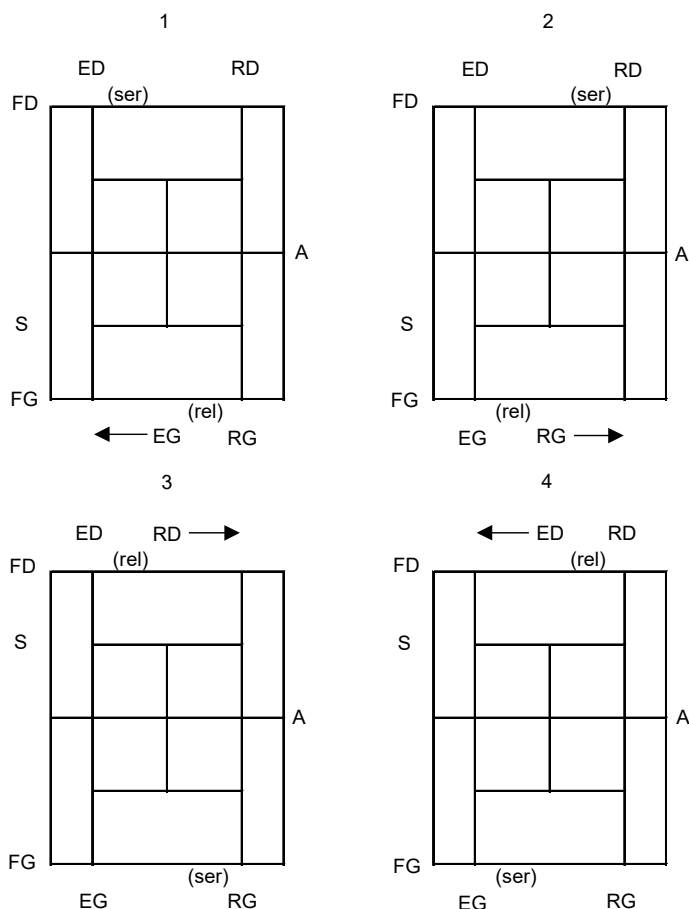 1
ED RD
(ser)
FD
A
S
FG
(rel)
EG RG
2
ED RD
(ser)
FD
A
S
FG
(rel)
EG RG
3
ED RD
(rel)
FD
S
A
FG
(ser)
EG RG
4
ED RD
(rel)
FD
S
A
FG
(ser)
EG RG